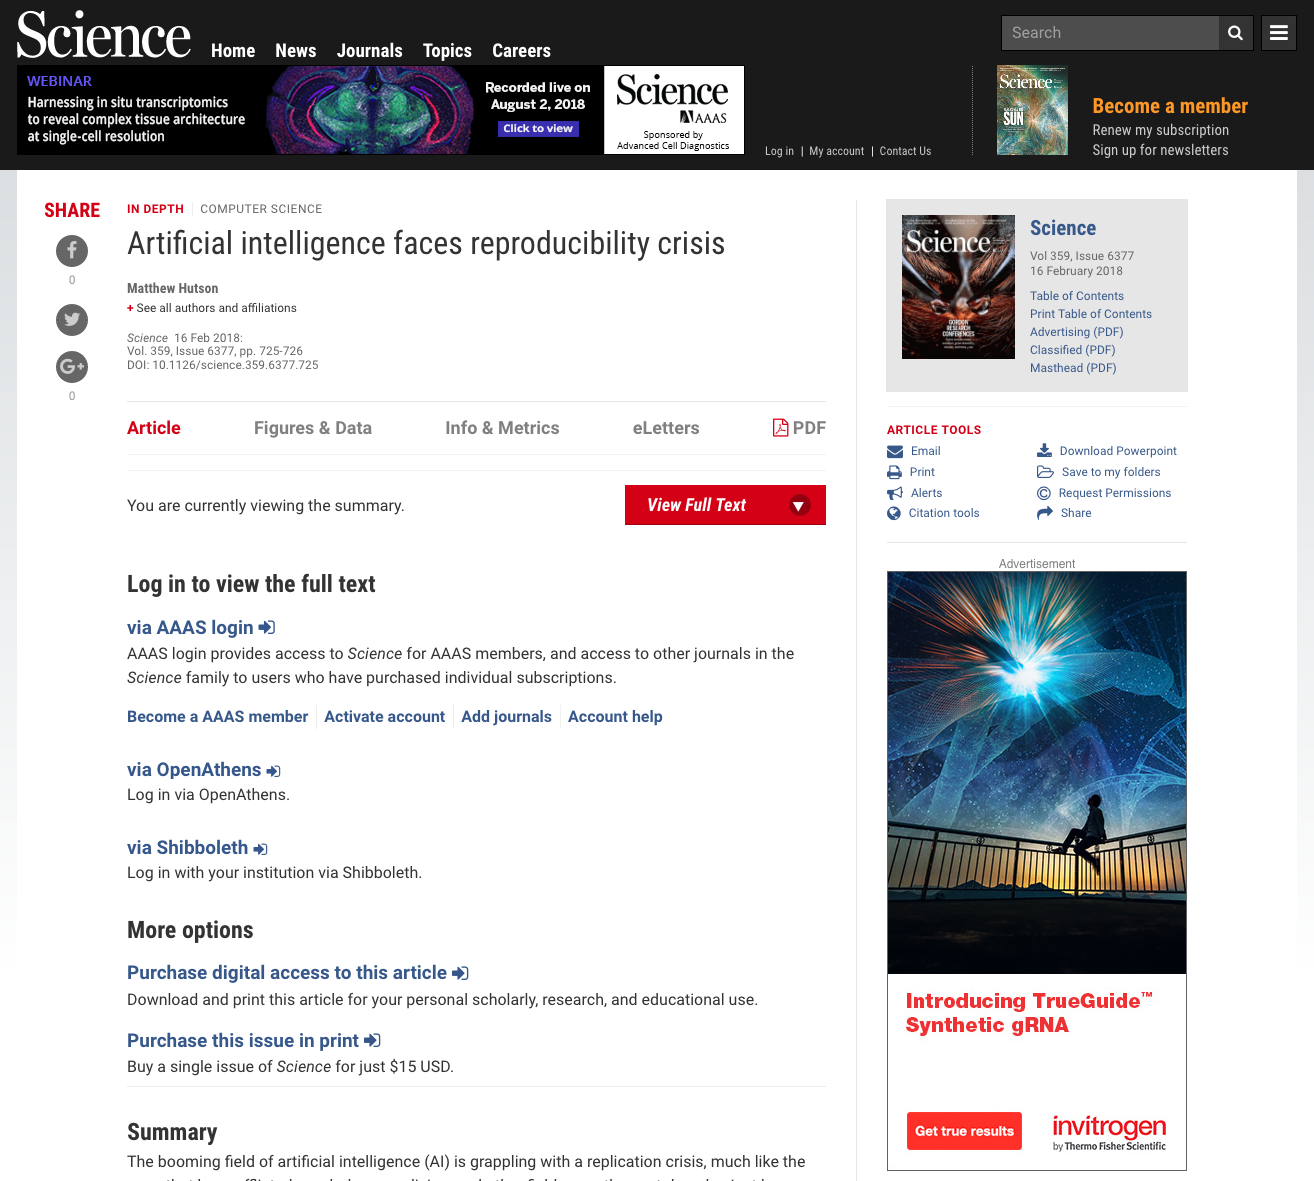 Science
Home News Journals Topics Careers
Search
WEBINAR
Harnessing in situ transcriptomics
to reveal complex tissue architecture
at single-cell resolution
Recorded live on
August 2, 2018
Click to view
Science
AAAS
Sponsored by
Advanced Cell Diagnostics
Log in | My account | Contact Us
Science
SUN
Become a member
Renew my subscription
Sign up for newsletters
SHARE
0
0
IN DEPTH COMPUTER SCIENCE
Artificial intelligence faces reproducibility crisis
Matthew Hutson
+ See all authors and affiliations
Science 16 Feb 2018:
Vol. 359, Issue 6377, pp. 725-726
DOI: 10.1126/science.359.6377.725
Article Figures & Data Info & Metrics eLetters PDF
You are currently viewing the summary.
View Full Text
Log in to view the full text
via AAAS login
AAAS login provides access to Science for AAAS members, and access to other journals in the
Science family to users who have purchased individual subscriptions.
Become a AAAS member Activate account Add journals Account help
via OpenAthens
Log in via OpenAthens.
via Shibboleth
Log in with your institution via Shibboleth.
More options
Purchase digital access to this article
Download and print this article for your personal scholarly, research, and educational use.
Purchase this issue in print
Buy a single issue of Science for just $15 USD.
Summary
The booming field of artificial intelligence (AI) is grappling with a replication crisis, much like the
Science
GORDON
RESEARCH
CONFERENCES
Science
Vol 359, Issue 6377
16 February 2018
Table of Contents
Print Table of Contents
Advertising (PDF)
Classified (PDF)
Masthead (PDF)
ARTICLE TOOLS
Email Download Powerpoint
Print Save to my folders
Alerts Request Permissions
Citation tools Share
Advertisement
Introducing TrueGuide™
Synthetic gRNA
Get true results
invitrogen
by Thermo Fisher Scientific